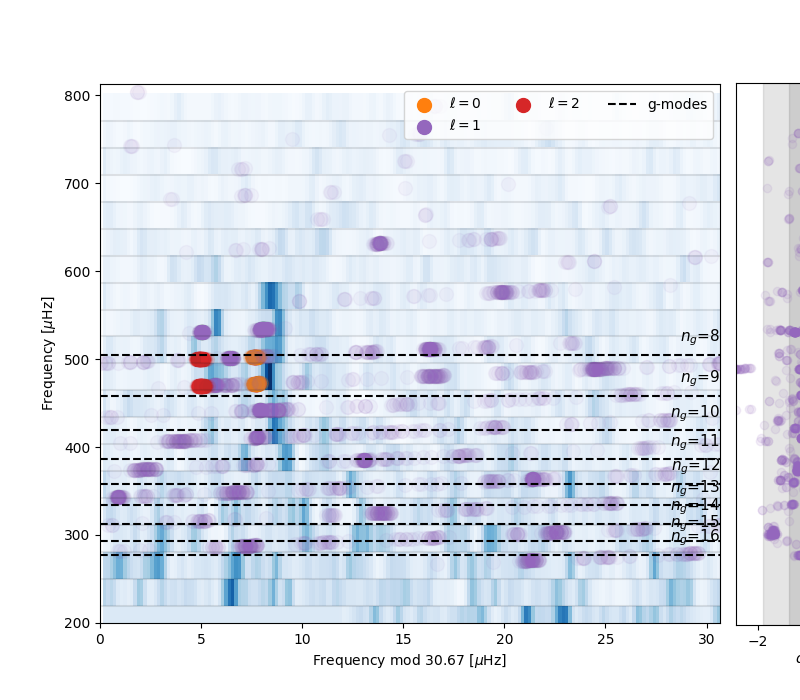 ℓ = 0
ℓ = 2
g-modes
ℓ = 1
800
700
600
500
400
300
200
Frequency [μHz]
n_g=8
n_g=9
n_g=10
n_g=11
n_g=12
n_g=13
n_g=14
n_g=15
n_g=16
0
5
10
15
20
25
30
Frequency mod 30.67 [μHz]
−2